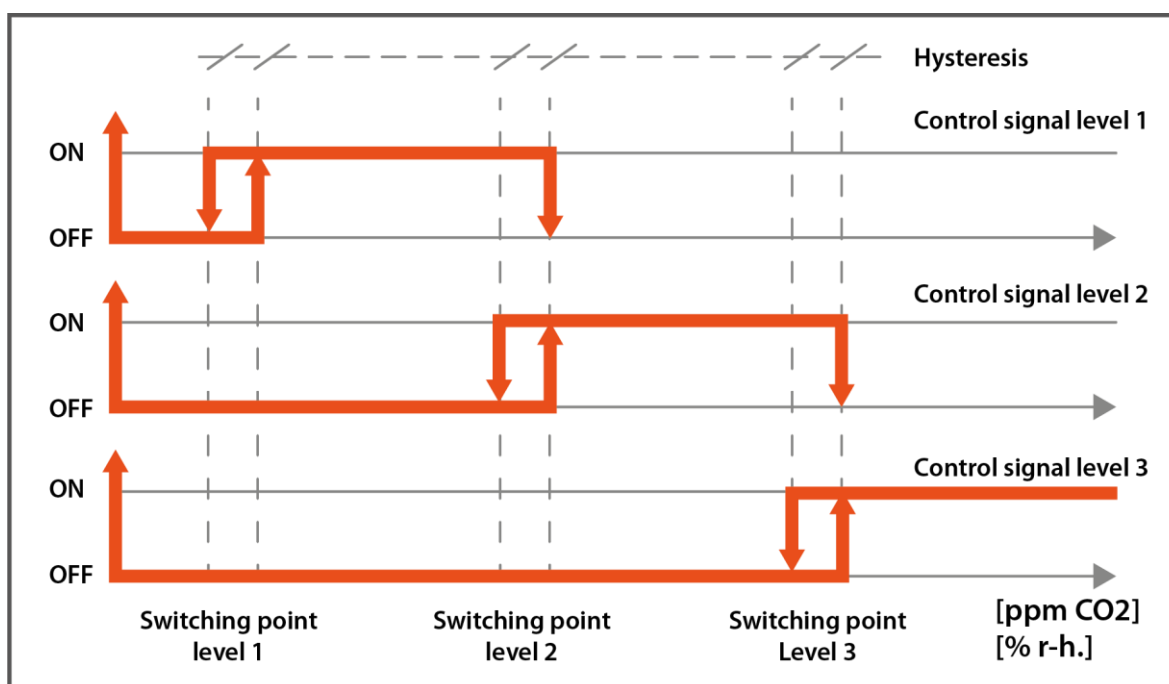 Hysteresis
Control signal level 1
ON
OFF
Control signal level 2
ON
OFF
Control signal level 3
ON
OFF
Switching point
level 1
Switching point
level 2
Switching point
Level 3
[ppm CO2]
[% r-h.]